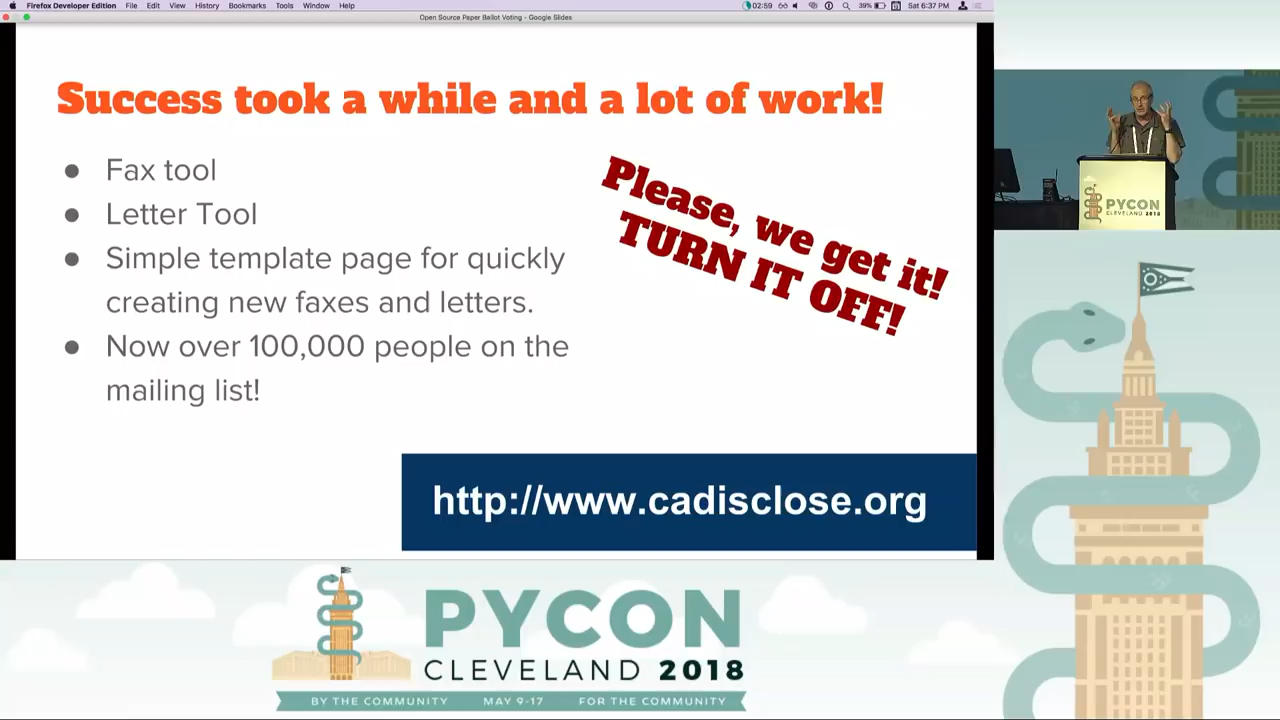 Firefox Developer Edition File Edit View History Bookmarks Tools Window Help
02:59 39% Sat 6:37 PM
Open Source Paper Ballot Voting - Google Slides
Success took a while and a lot of work!
● Fax tool
● Letter Tool
● Simple template page for quickly
creating new faxes and letters.
● Now over 100,000 people on the
mailing list!
Please, we get it!
TURN IT OFF!
http://www.cadisclose.org
PYCON
CLEVELAND 2018
PYCON
CLEVELAND 2018
BY THE COMMUNITY MAY 9-17 FOR THE COMMUNITY